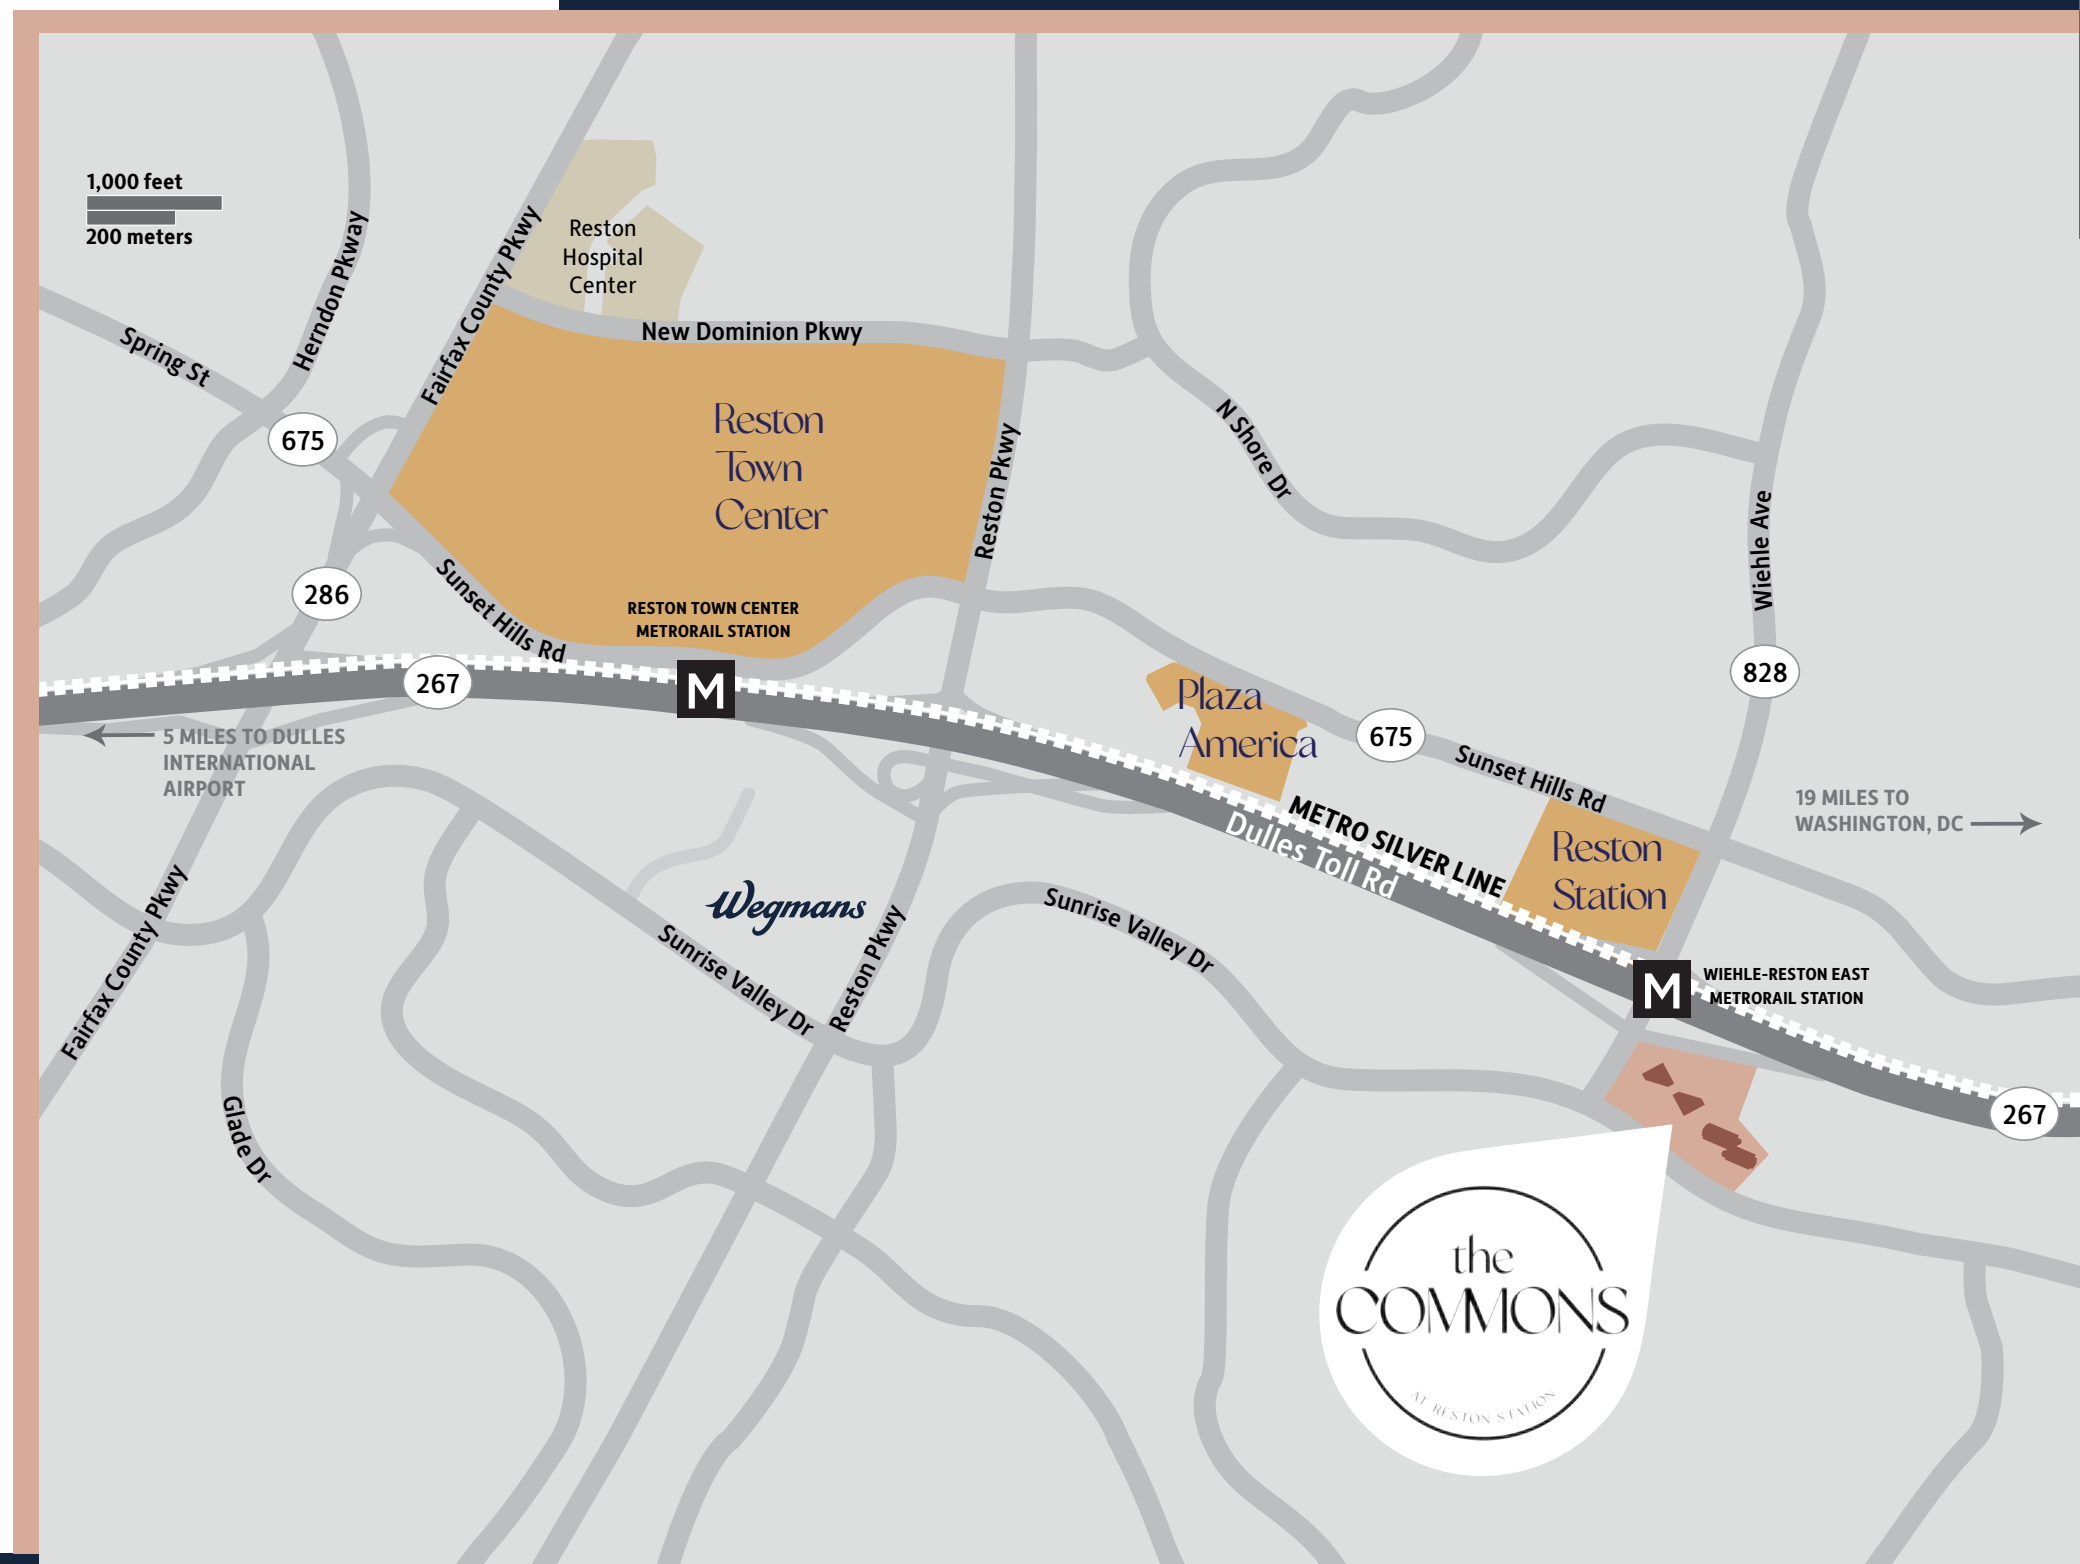 1,000 feet
200 meters
Herndon Pkway
Spring St
Fairfax County Pkwy
Reston
Hospital
Center
New Dominion Pkwy
675
Reston
Town
Center
Reston Pkwy
N Shore Dr
Wiehle Ave
286
Sunset Hills Rd
RESTON TOWN CENTER
METRORAIL STATION
M
267
828
Plaza
America
675
Sunset Hills Rd
5 MILES TO DULLES
INTERNATIONAL
AIRPORT
METRO SILVER LINE
Dulles Toll Rd
Reston
Station
19 MILES TO
WASHINGTON, DC
Fairfax County Pkwy
Wegmans
Sunrise Valley Dr
Reston Pkwy
Sunrise Valley Dr
M
WIEHLE-RESTON EAST
METRORAIL STATION
267
Glade Dr
the
COMMONS
AT RESTON STATION